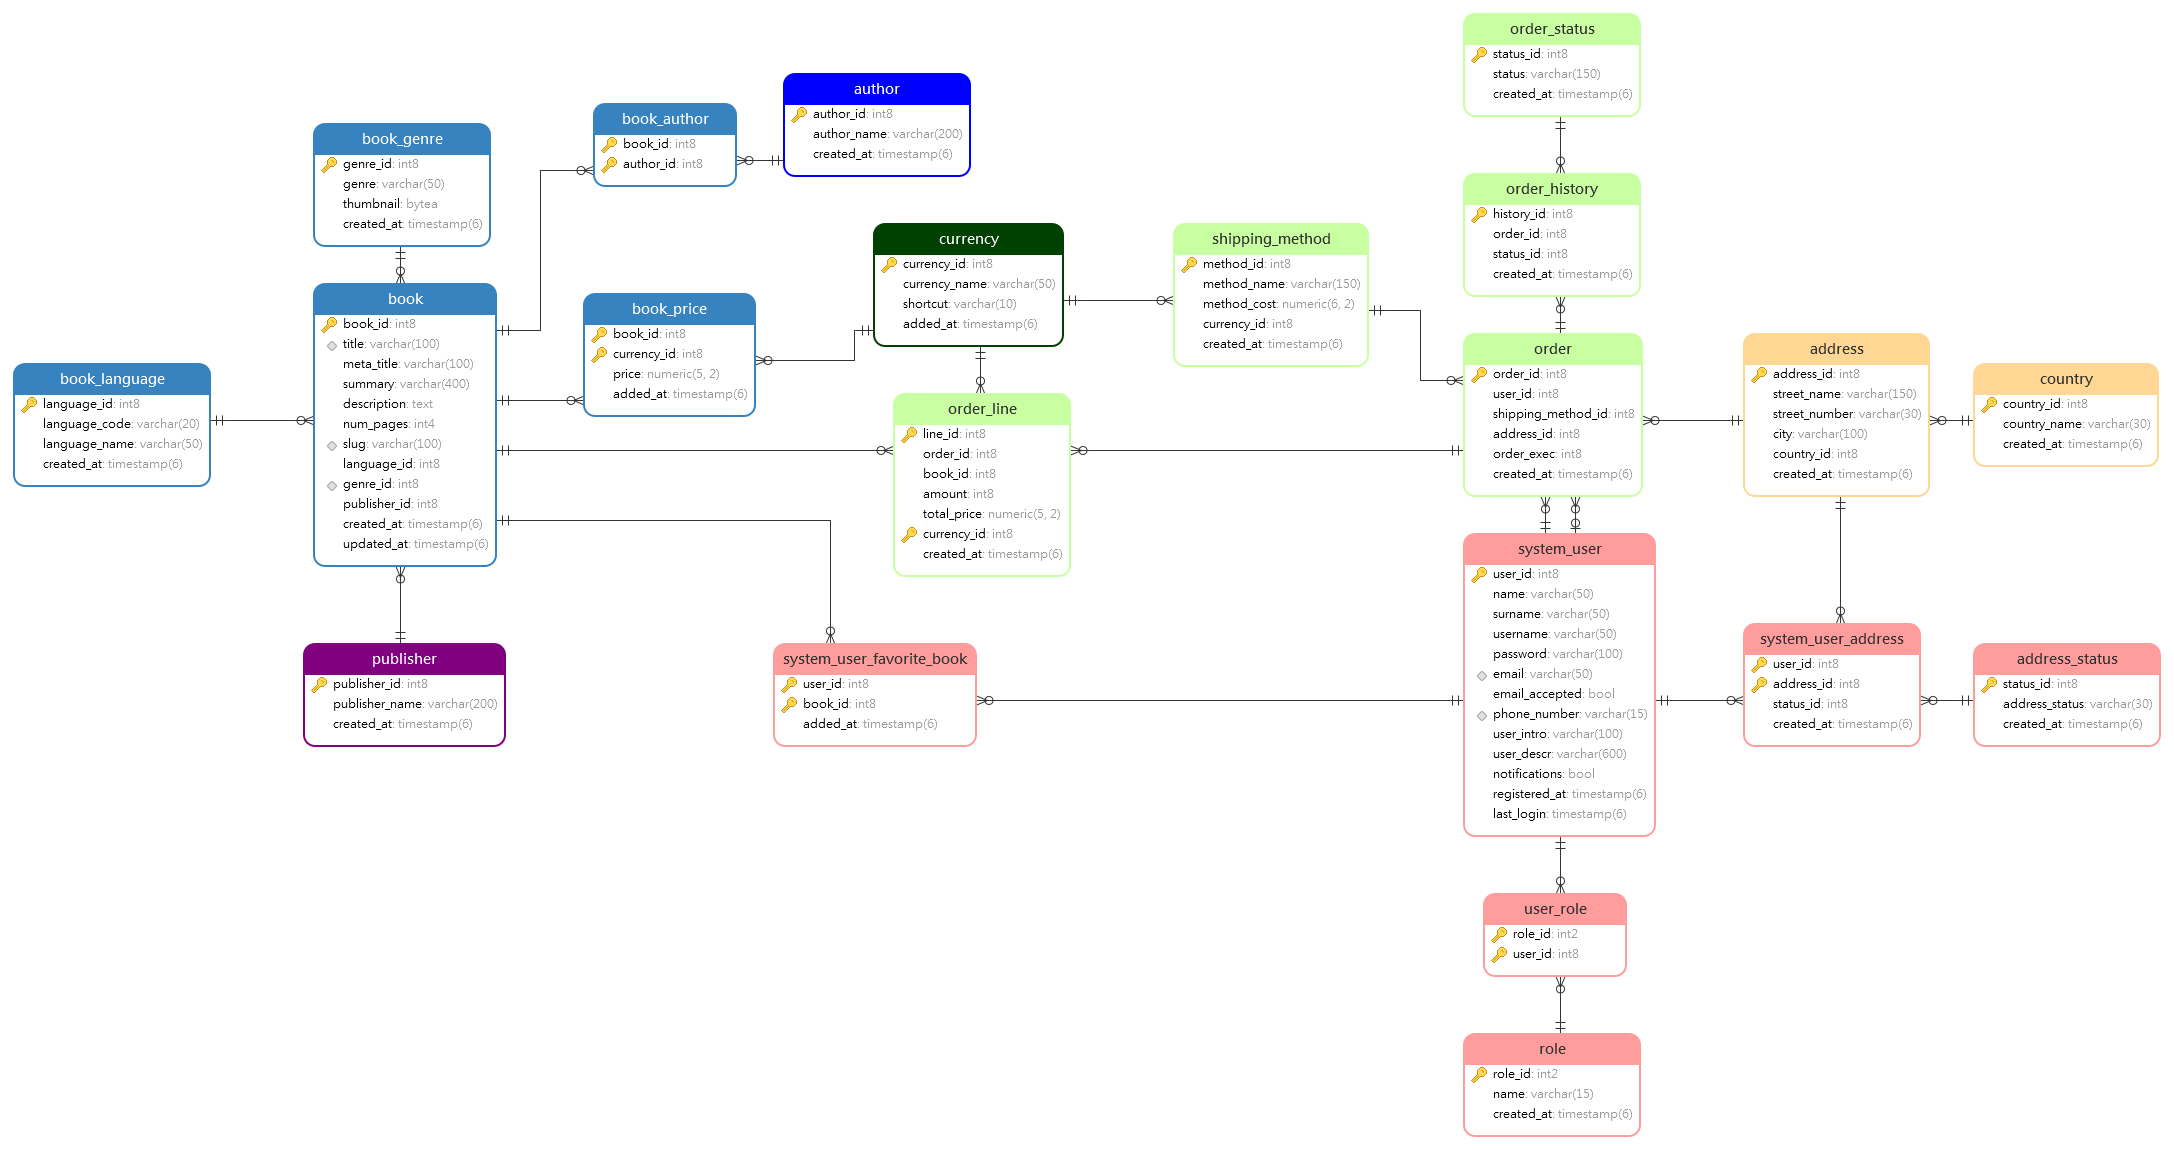 order_status
status_id: int8
status: varchar(150)
created_at: timestamp(6)
author
author_id: int8
author_name: varchar(200)
created_at: timestamp(6)
book_author
book_id: int8
author_id: int8
book_genre
genre_id: int8
genre: varchar(50)
thumbnail: bytea
created_at: timestamp(6)
order_history
history_id: int8
order_id: int8
status_id: int8
created_at: timestamp(6)
currency
currency_id: int8
currency_name: varchar(50)
shortcut: varchar(10)
added_at: timestamp(6)
shipping_method
method_id: int8
method_name: varchar(150)
method_cost: numeric(6, 2)
currency_id: int8
created_at: timestamp(6)
book
book_id: int8
title: varchar(100)
meta_title: varchar(100)
summary: varchar(400)
description: text
num_pages: int4
slug: varchar(100)
language_id: int8
genre_id: int8
publisher_id: int8
created_at: timestamp(6)
updated_at: timestamp(6)
book_price
book_id: int8
currency_id: int8
price: numeric(5, 2)
added_at: timestamp(6)
order
order_id: int8
user_id: int8
shipping_method_id: int8
address_id: int8
order_exec: int8
created_at: timestamp(6)
address
address_id: int8
street_name: varchar(150)
street_number: varchar(30)
city: varchar(100)
country_id: int8
created_at: timestamp(6)
country
country_id: int8
country_name: varchar(30)
created_at: timestamp(6)
book_language
language_id: int8
language_code: varchar(20)
language_name: varchar(50)
created_at: timestamp(6)
order_line
line_id: int8
order_id: int8
book_id: int8
amount: int8
total_price: numeric(5, 2)
currency_id: int8
created_at: timestamp(6)
system_user
user_id: int8
name: varchar(50)
surname: varchar(50)
username: varchar(50)
password: varchar(100)
email: varchar(50)
email_accepted: bool
phone_number: varchar(15)
user_intro: varchar(100)
user_descr: varchar(600)
notifications: bool
registered_at: timestamp(6)
last_login: timestamp(6)
system_user_address
user_id: int8
address_id: int8
status_id: int8
created_at: timestamp(6)
address_status
status_id: int8
address_status: varchar(30)
created_at: timestamp(6)
publisher
publisher_id: int8
publisher_name: varchar(200)
created_at: timestamp(6)
system_user_favorite_book
user_id: int8
book_id: int8
added_at: timestamp(6)
user_role
role_id: int2
user_id: int8
role
role_id: int2
name: varchar(15)
created_at: timestamp(6)